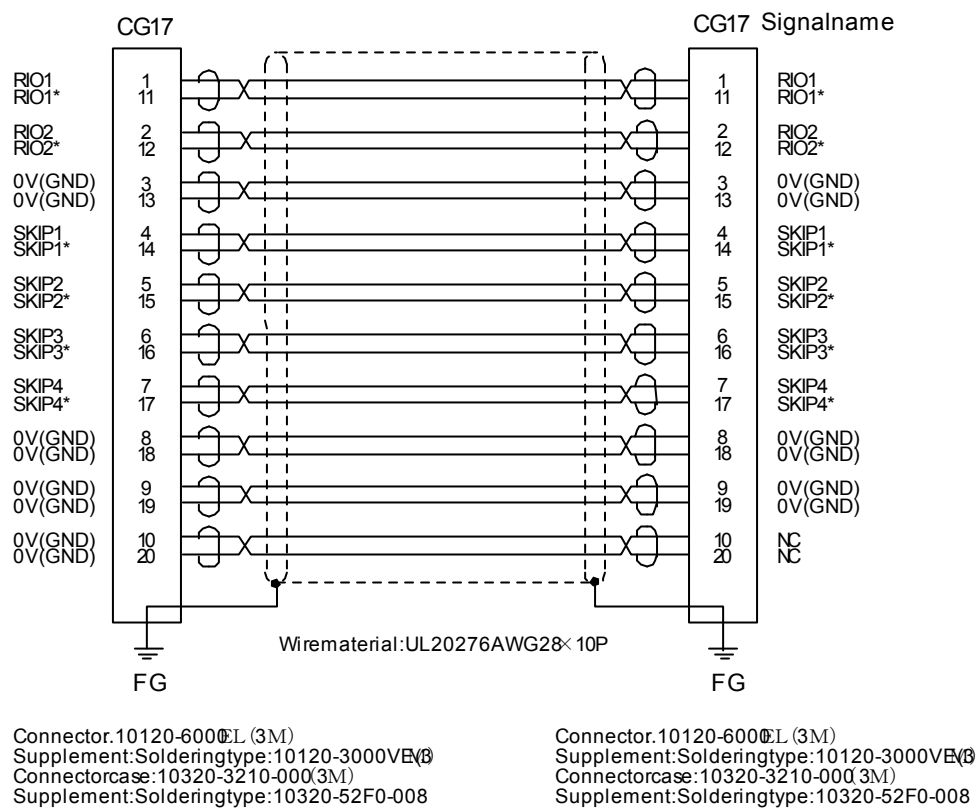 CG17 CG17 Signalname
RIO1 1 1 RIO1
RIO1* 11 11 RIO1*
RIO2 2 2 RIO2
RIO2* 12 12 RIO2*
0V(GND) 3 3 0V(GND)
0V(GND) 13 13 0V(GND)
SKIP1 4 4 SKIP1
SKIP1* 14 14 SKIP1*
SKIP2 5 5 SKIP2
SKIP2* 15 15 SKIP2*
SKIP3 6 6 SKIP3
SKIP3* 16 16 SKIP3*
SKIP4 7 7 SKIP4
SKIP4* 17 17 SKIP4*
0V(GND) 8 8 0V(GND)
0V(GND) 18 18 0V(GND)
0V(GND) 9 9 0V(GND)
0V(GND) 19 19 0V(GND)
0V(GND) 10 10 NC
0V(GND) 20 20 NC
Wirematerial:UL20276AWG28×10P
FG FG
Connector.10120-6000EL(3M)
Supplement:Solderingtype:
Connectorcase:10320-3210-000(3M)
Supplement:Solderingtype:10320-52F0-008
Connector.10120-6000EL(3M)
Supplement:Solderingtype:
Connectorcase:10320-3210-000(3M)
Supplement:Solderingtype:10320-52F0-008